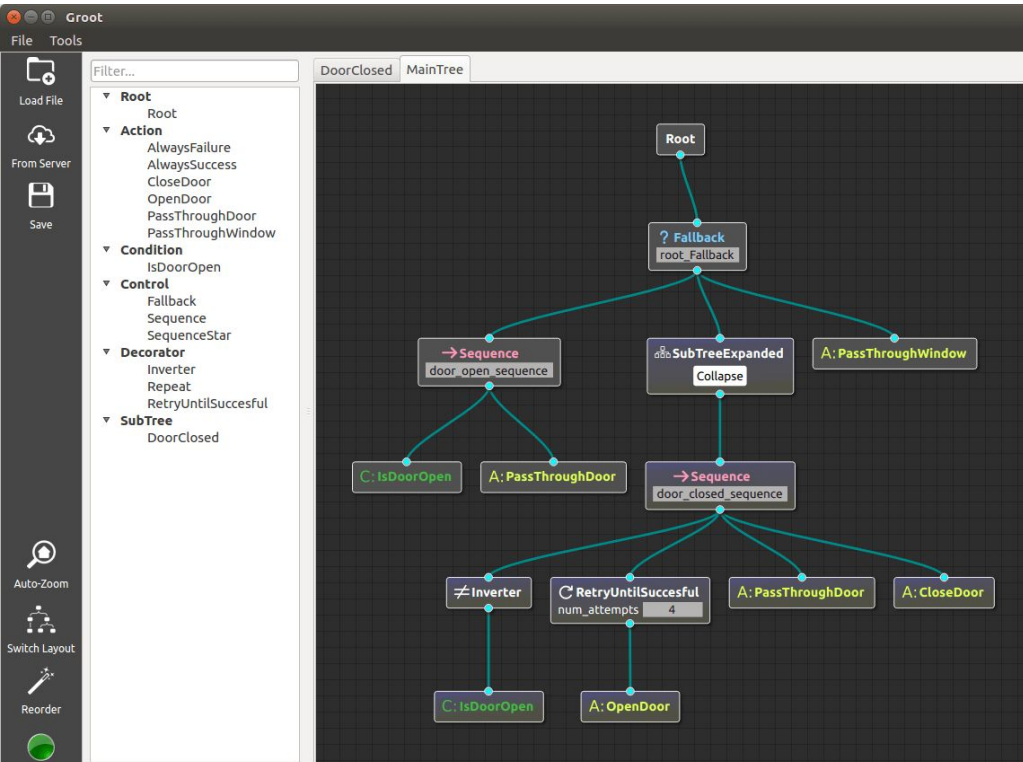 Groot
File Tools
Load File
From Server
Save
Auto-Zoom
Switch Layout
Reorder
Filter...
Root
Root
Action
AlwaysFailure
AlwaysSuccess
CloseDoor
OpenDoor
PassThroughDoor
PassThroughWindow
Condition
IsDoorOpen
Control
Fallback
Sequence
SequenceStar
Decorator
Inverter
Repeat
RetryUntilSuccesful
SubTree
DoorClosed
DoorClosed MainTree
Root
? Fallback
root_Fallback
→Sequence
door_open_sequence
SubTreeExpanded
Collapse
A:PassThroughWindow
C:IsDoorOpen
A:PassThroughDoor
→Sequence
door_closed_sequence
≠Inverter
RetryUntilSuccesful
num_attempts 4
A:PassThroughDoor
A:CloseDoor
C:IsDoorOpen
A:OpenDoor